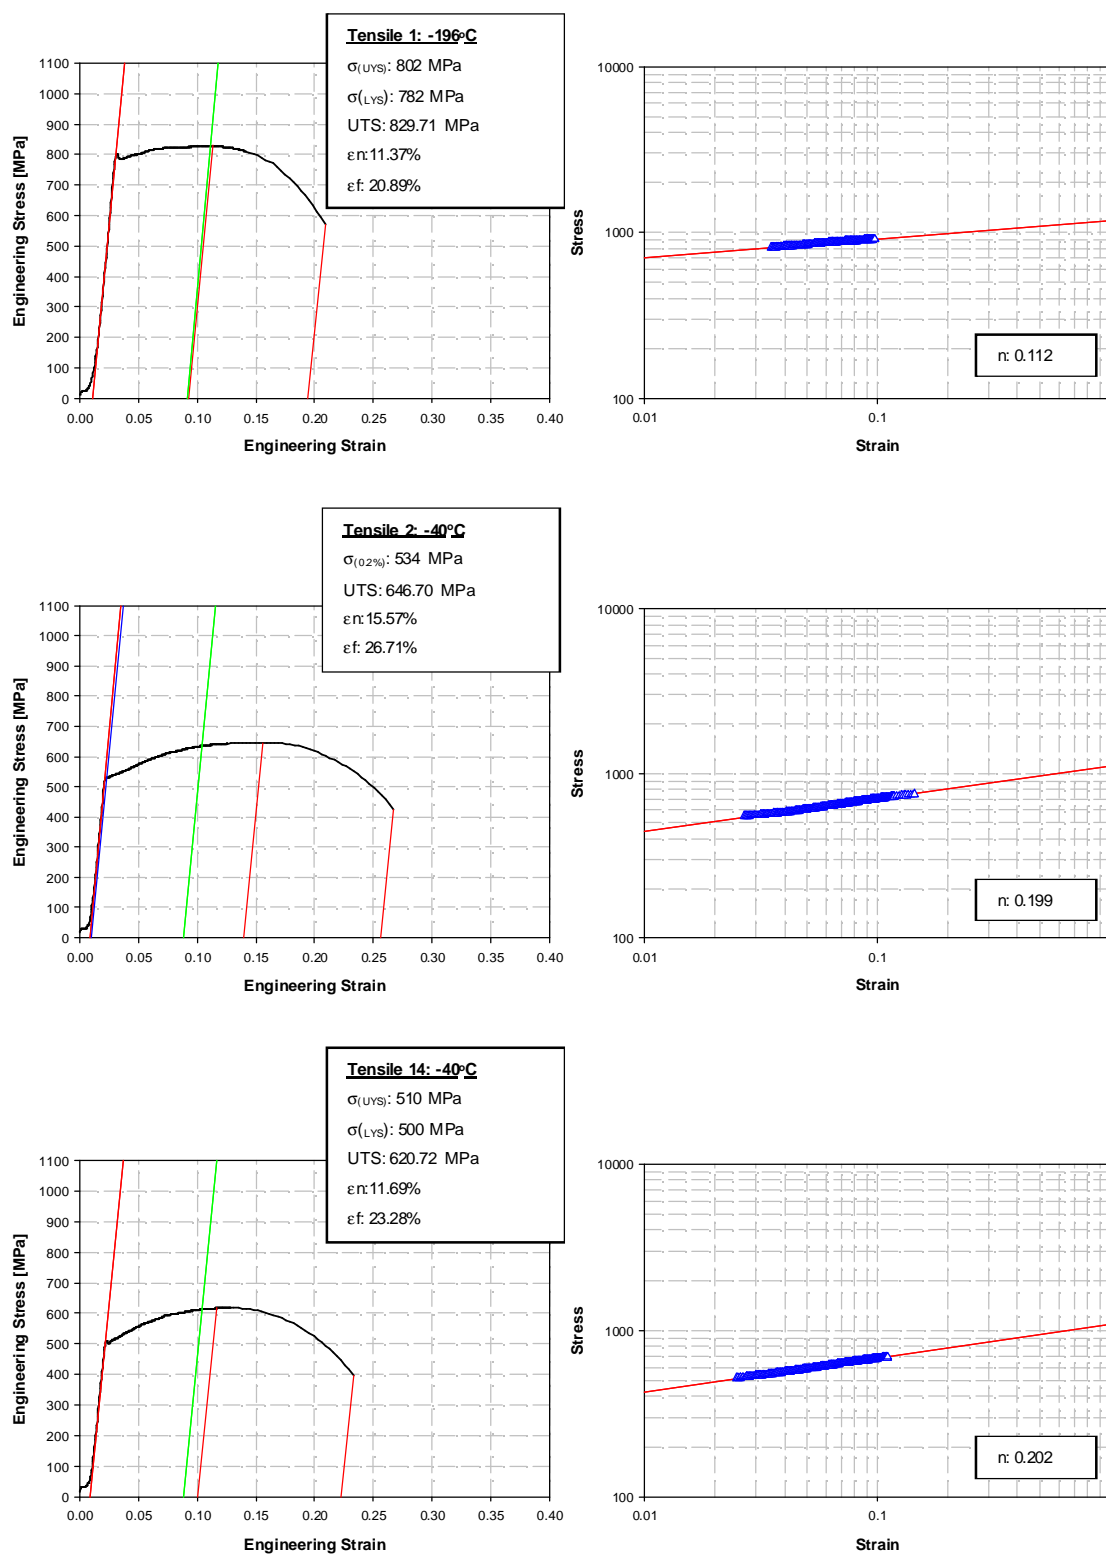 Tensile 1: -196°C
σ(UYS): 802 MPa
σ(LYS): 782 MPa
UTS: 829.71 MPa
εn:11.37%
εf: 20.89%
1100
1000
900
800
700
600
500
400
300
200
100
0
Engineering Stress [MPa]
0.00 0.05 0.10 0.15 0.20 0.25 0.30 0.35 0.40
Engineering Strain
10000
1000
100
Stress
n: 0.112
0.01 0.1
Strain
Tensile 2: -40°C
σ(0.2%): 534 MPa
UTS: 646.70 MPa
εn:15.57%
εf: 26.71%
1100
1000
900
800
700
600
500
400
300
200
100
0
Engineering Stress [MPa]
0.00 0.05 0.10 0.15 0.20 0.25 0.30 0.35 0.40
Engineering Strain
10000
1000
100
Stress
n: 0.199
0.01 0.1
Strain
Tensile 14: -40°C
σ(UYS): 510 MPa
σ(LYS): 500 MPa
UTS: 620.72 MPa
εn:11.69%
εf: 23.28%
1100
1000
900
800
700
600
500
400
300
200
100
0
Engineering Stress [MPa]
0.00 0.05 0.10 0.15 0.20 0.25 0.30 0.35 0.40
Engineering Strain
10000
1000
100
Stress
n: 0.202
0.01 0.1
Strain